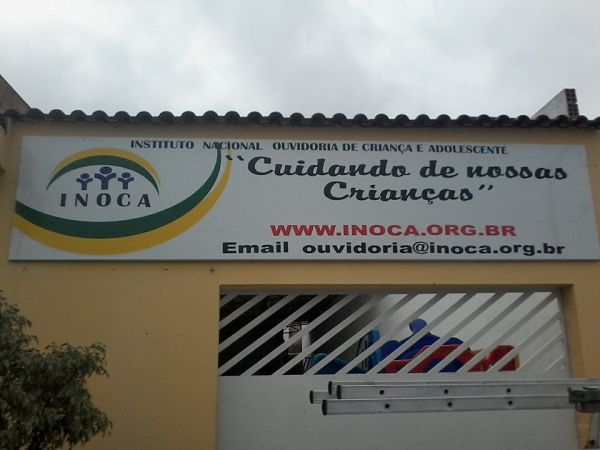 INSTITUTO NACIONAL OUVIDORIA DE CRIANÇA E ADOLESCENTE
"Cuidando de nossas
Crianças"
INOCA
WWW.INOCA.ORG.BR
Email ouvidoria@inoca.org.br